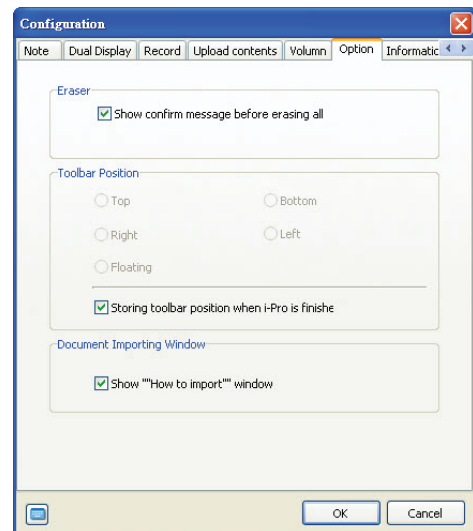 Configuration
Note Dual Display Record Upload contents Volumn Option Informatic
Eraser
Show confirm message before erasing all
Toolbar Position
Top Bottom
Right Left
Floating
Storing toolbar position when i-Pro is finishe
Document Importing Window
Show ""How to import"" window
OK Cancel